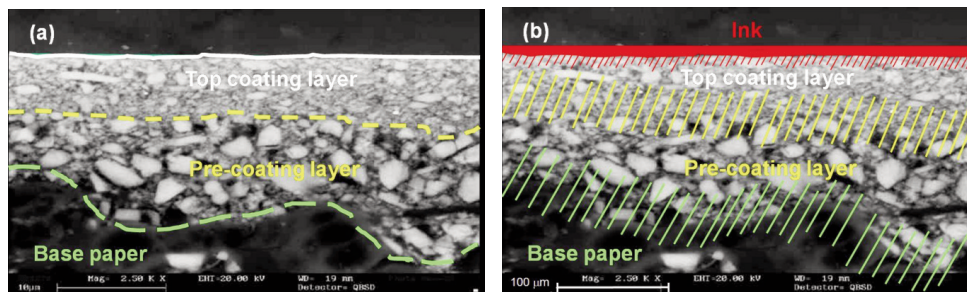 (a)
Top coating layer
Pre-coating layer
Base paper
Mag= 2.50 K X EHT=20.00 kV WD= 19 mm
10µm
Detector= QBSD
(b)
Ink
Top coating layer
Pre-coating layer
Base paper
Mag= 2.50 K X EHT=20.00 kV WD= 19 mm
100 µm
Detector= QBSD